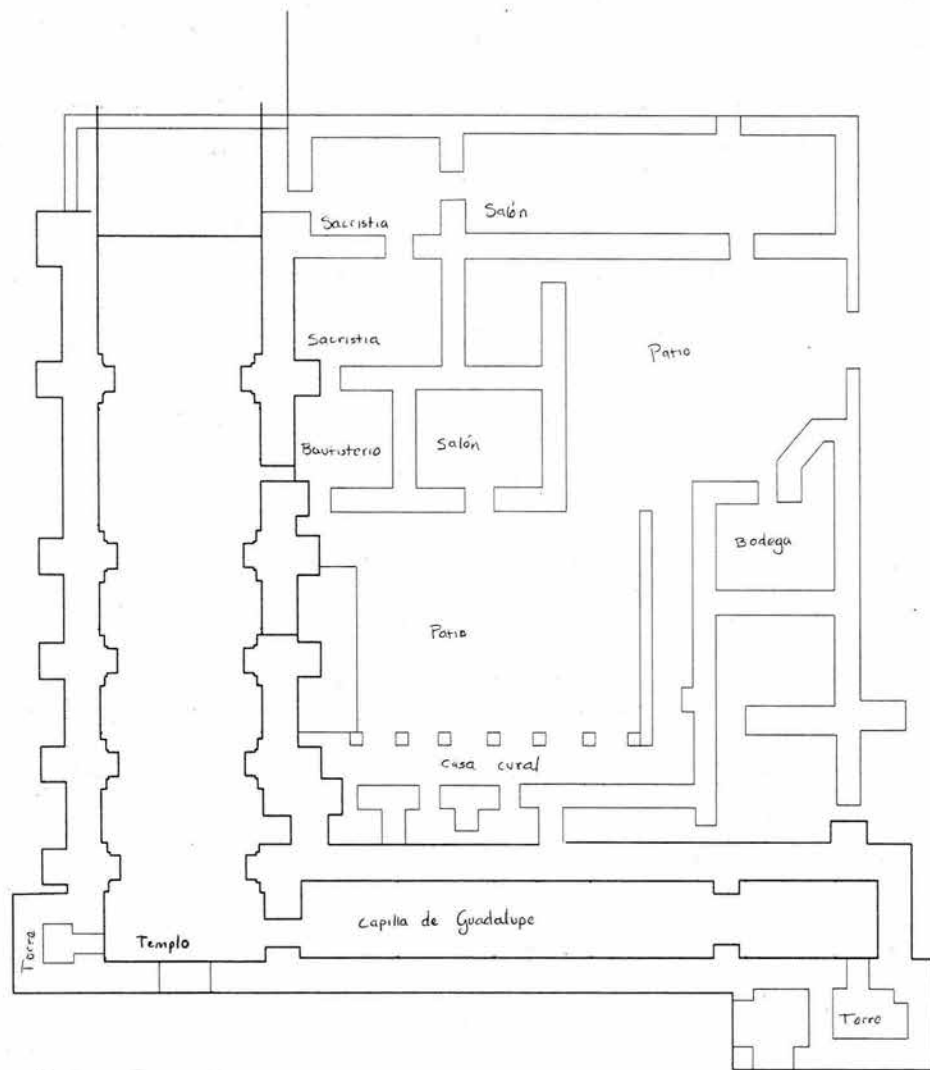 Sacristia
Salón
Sacristia
Patio
Bautisterio
Salón
Bodega
Patio
casa cural
Capilla de Guadalupe
Templo
Torre
Torre